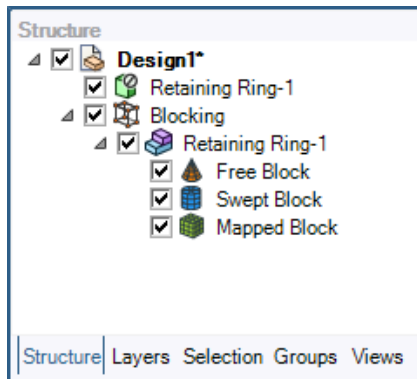 Structure
Design1*
Retaining Ring-1
Blocking
Retaining Ring-1
Free Block
Swept Block
Mapped Block
Structure Layers Selection Groups Views